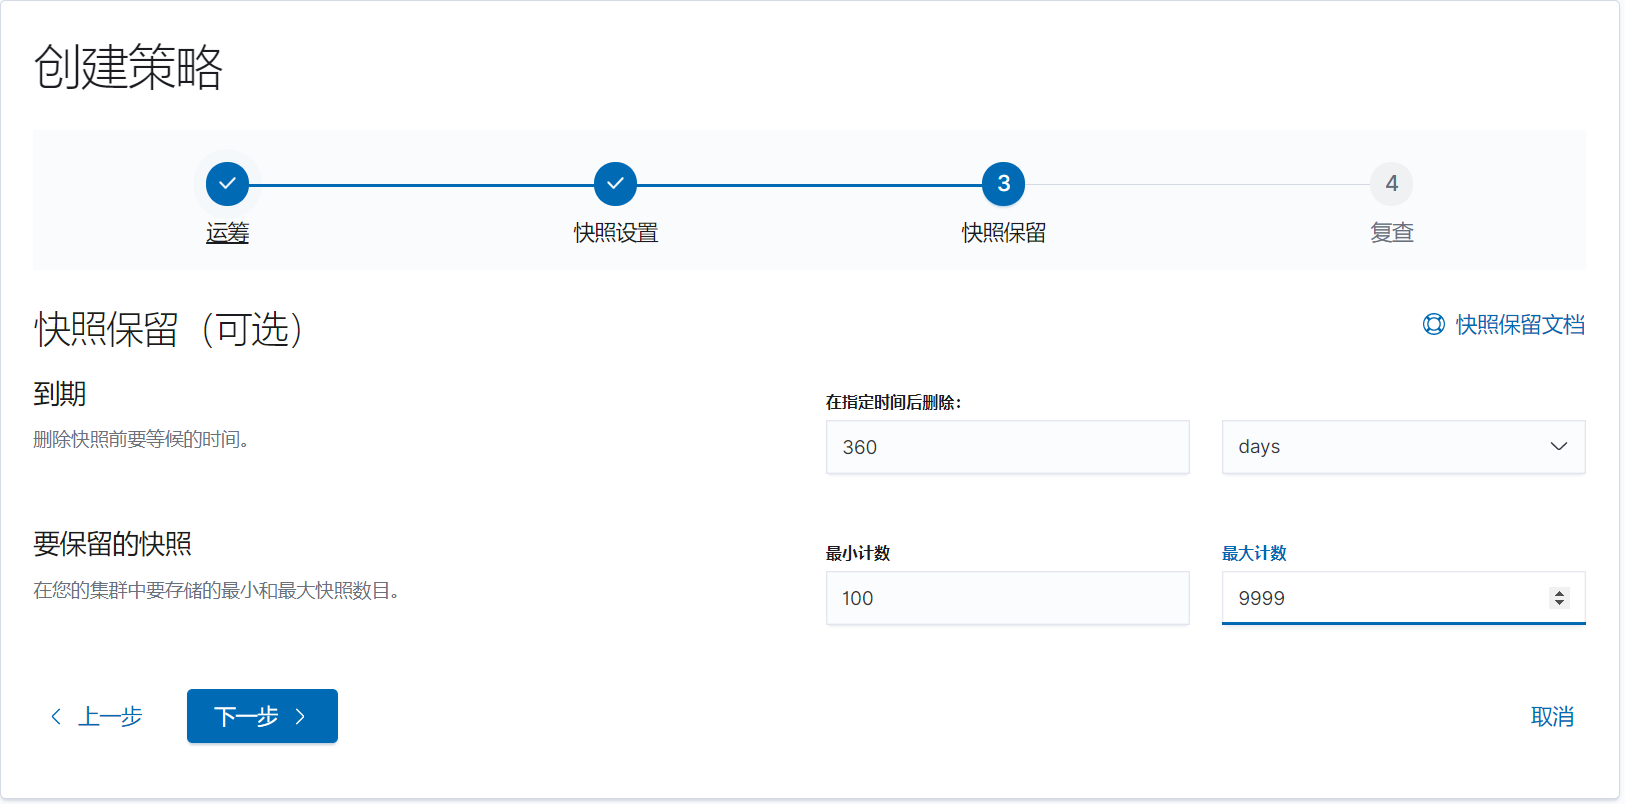 创建策略
3
4
运筹
快照设置
快照保留
复查
快照保留（可选）
快照保留文档
到期
删除快照前要等候的时间。
在指定时间后删除：
360
days
要保留的快照
在您的集群中要存储的最小和最大快照数目。
最小计数
最大计数
100
9999
上一步
下一步
取消